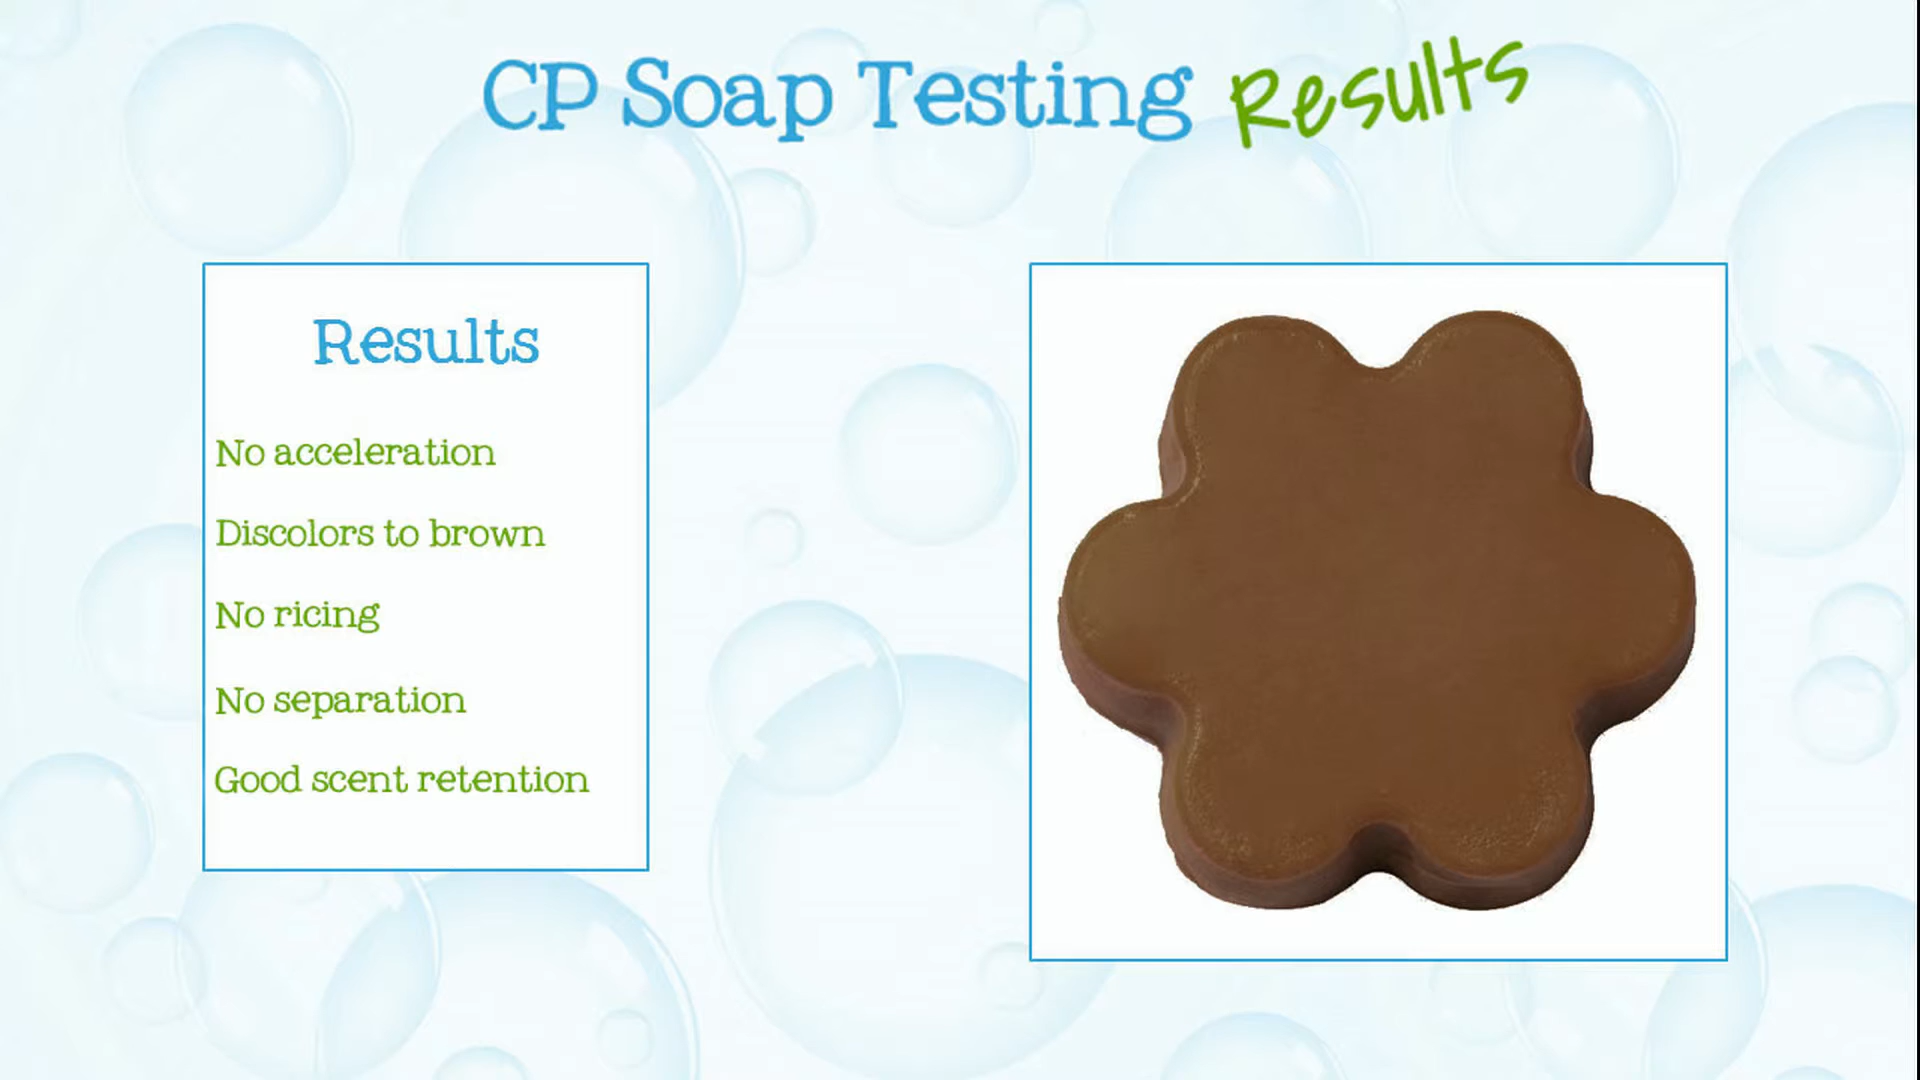 CP Soap Testing Results
Results
No acceleration
Discolors to brown
No ricing
No separation
Good scent retention